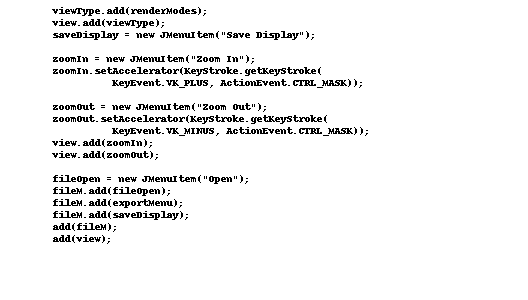 viewType.add(renderModes);
view.add(viewType);
saveDisplay = new JMenuItem("Save Display");
zoomIn = new JMenuItem("Zoom In");
zoomIn.setAccelerator(KeyStroke.getKeyStroke(
KeyEvent.VK_PLUS, ActionEvent.CTRL_MASK));
zoomOut = new JMenuItem("Zoom Out");
zoomOut.setAccelerator(KeyStroke.getKeyStroke(
KeyEvent.VK_MINUS, ActionEvent.CTRL_MASK));
view.add(zoomIn);
view.add(zoomOut);
fileOpen = new JMenuItem("Open");
fileM.add(fileOpen);
fileM.add(exportMenu);
fileM.add(saveDisplay);
add(fileM);
add(view);